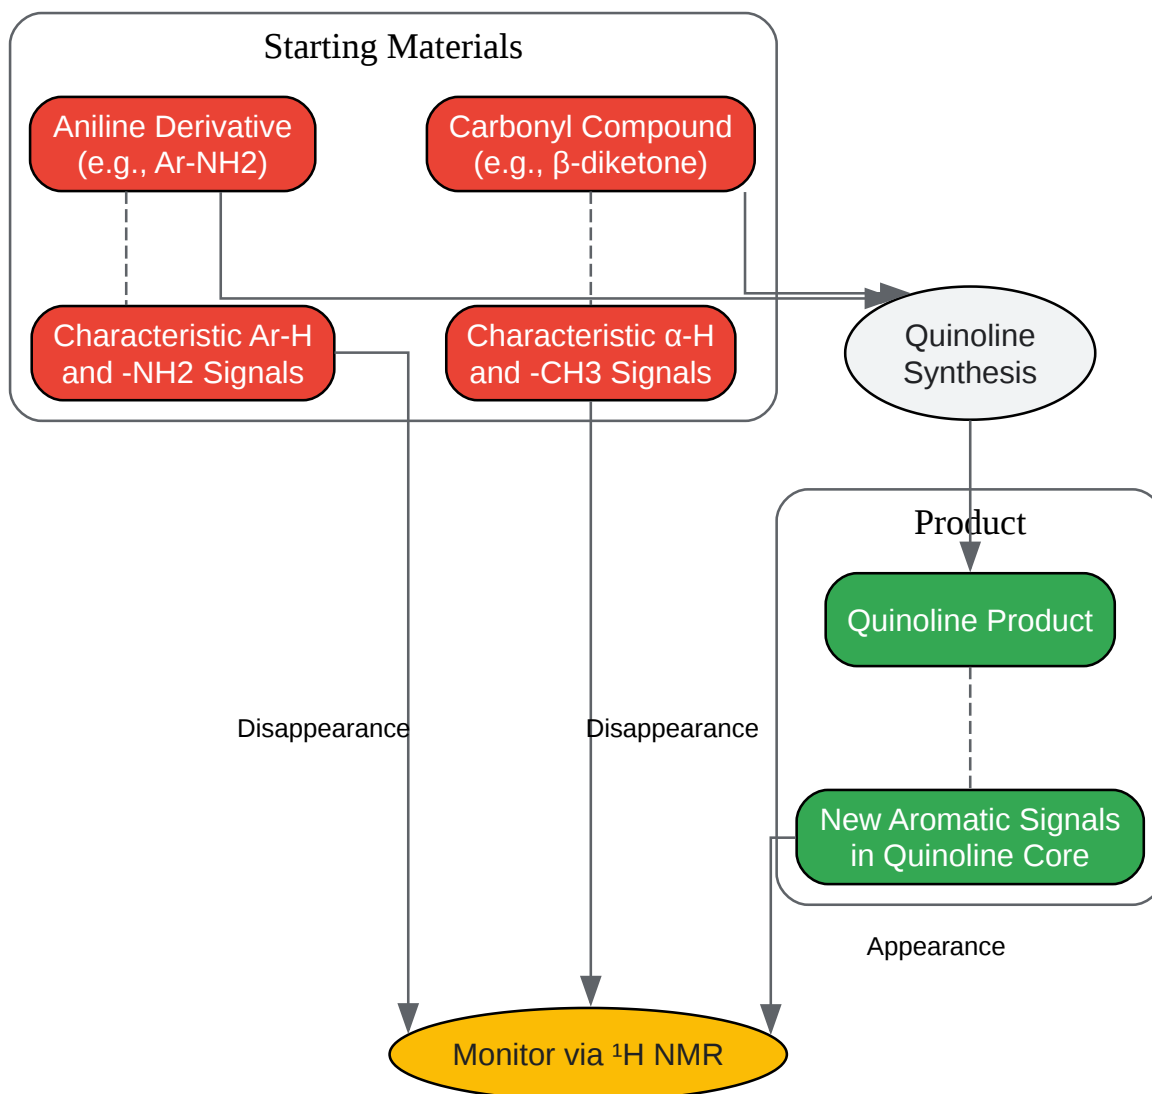 Starting Materials
Aniline Derivative
(e.g., Ar-NH2)
Carbonyl Compound
(e.g., β-diketone)
Characteristic Ar-H
and -NH2 Signals
Characteristic α-H
and -CH3 Signals
Quinoline
Synthesis
Product
Quinoline Product
Disappearance
Disappearance
New Aromatic Signals
in Quinoline Core
Appearance
Monitor via ¹H NMR